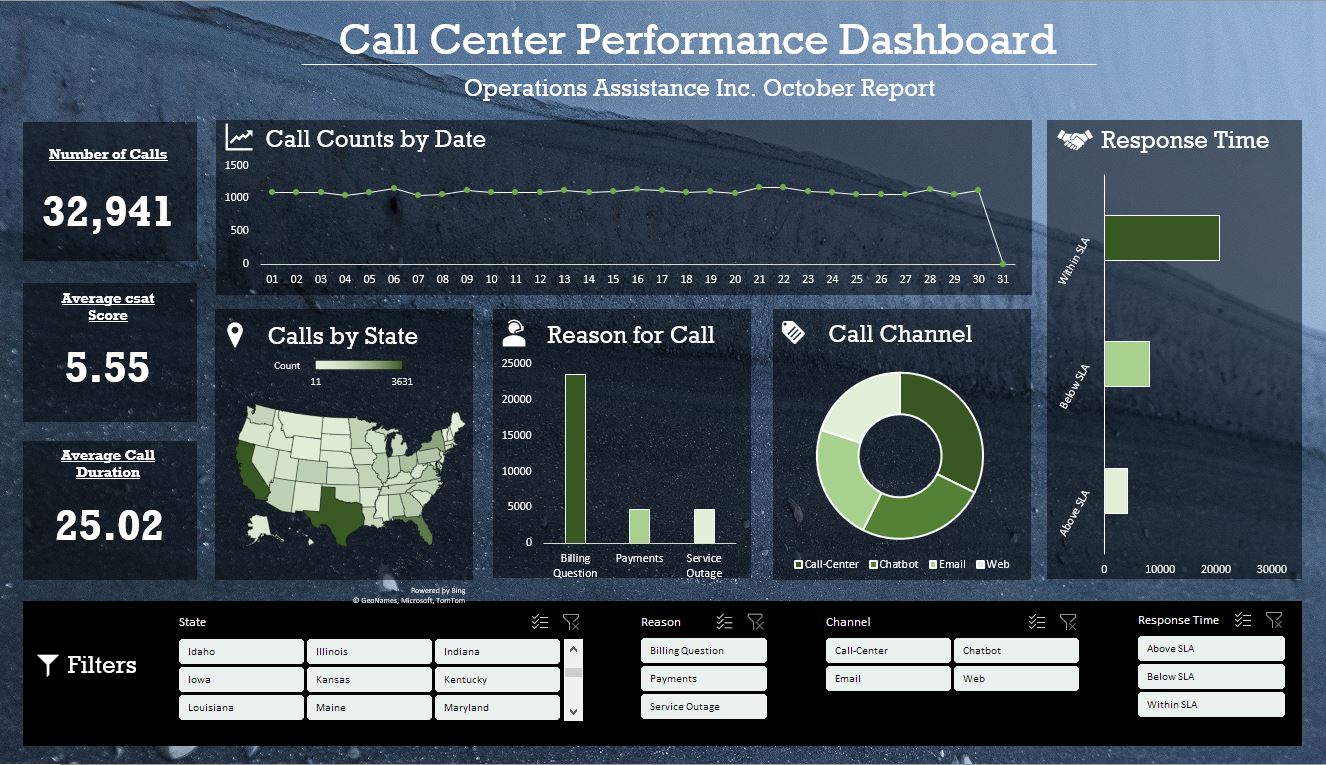 Call Center Performance Dashboard
Operations Assistance Inc. October Report
Number of Calls
32,941
Average csat
Score
5.55
Average Call
Duration
25.02
Call Counts by Date
1500
1000
500
0
01 02 03 04 05 06 07 08 09 10 11 12 13 14 15 16 17 18 19 20 21 22 23 24 25 26 27 28 29 30 31
Calls by State
Count
11 3631
Powered by Bing
© GeoNames, Microsoft, TomTom
Reason for Call
25000
20000
15000
10000
5000
0
Billing
Question
Payments
Service
Outage
Call Channel
Call-Center Chatbot Email Web
Response Time
Within SLA
Below SLA
Above SLA
0 10000 20000 30000
Filters
State
Idaho Illinois Indiana
Iowa Kansas Kentucky
Louisiana Maine Maryland
Reason
Billing Question
Payments
Service Outage
Channel
Call-Center Chatbot
Email Web
Response Time
Above SLA
Below SLA
Within SLA